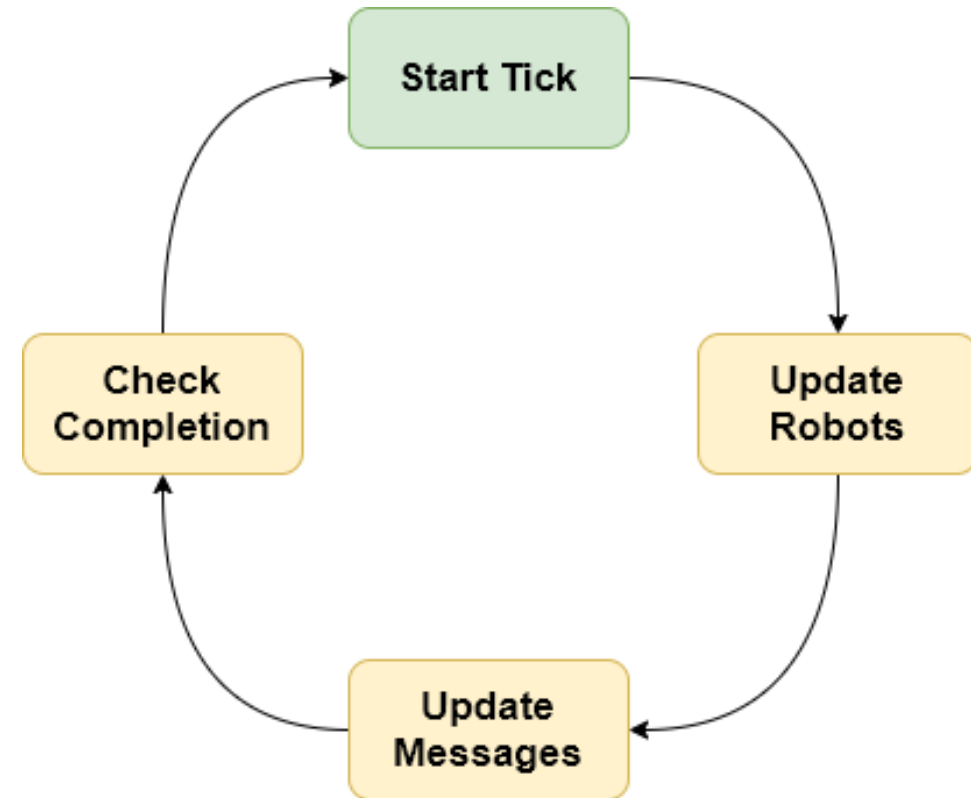 Start Tick
Update
Robots
Update
Messages
Check
Completion